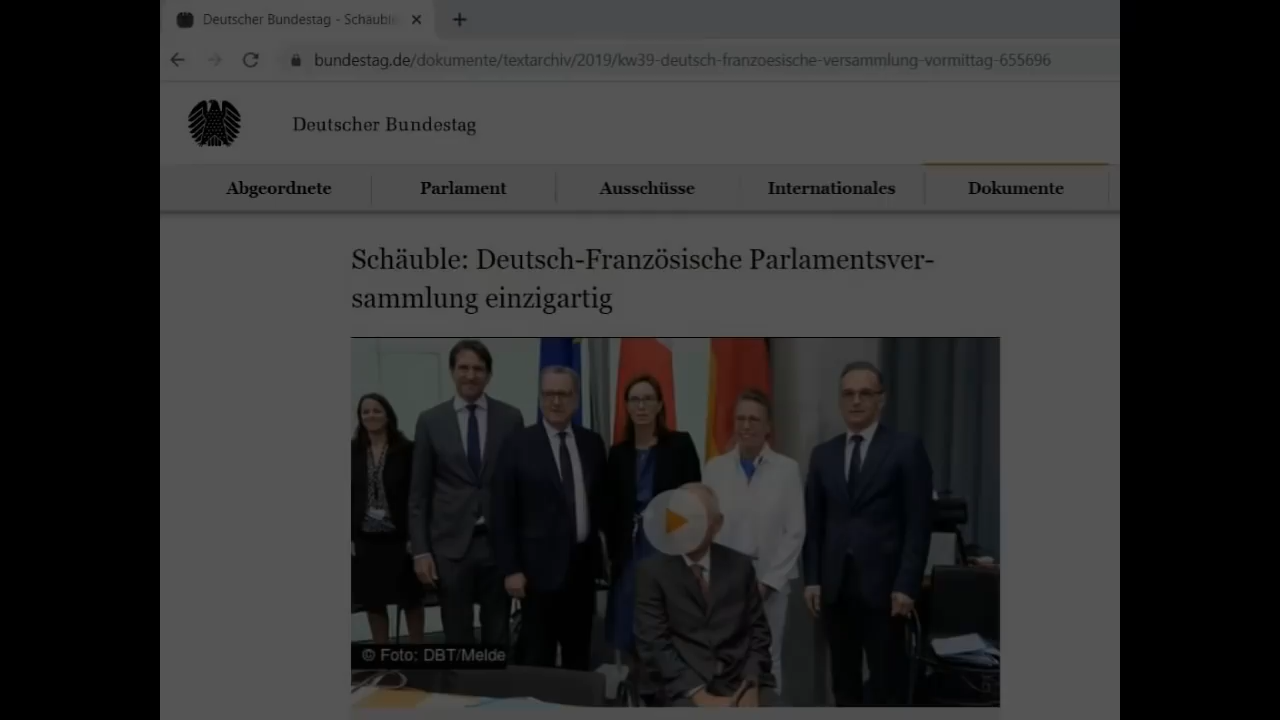 Deutscher Bundestag - Schäuble
bundestag.de/dokumente/textarchiv/2019/kw39-deutsch-franzoesische-versammlung-vormittag-655696
Deutscher Bundestag
Abgeordnete Parlament Ausschüsse Internationales Dokumente
Schäuble: Deutsch-Französische Parlamentsver-
sammlung einzigartig
© Foto: DBT/Melde